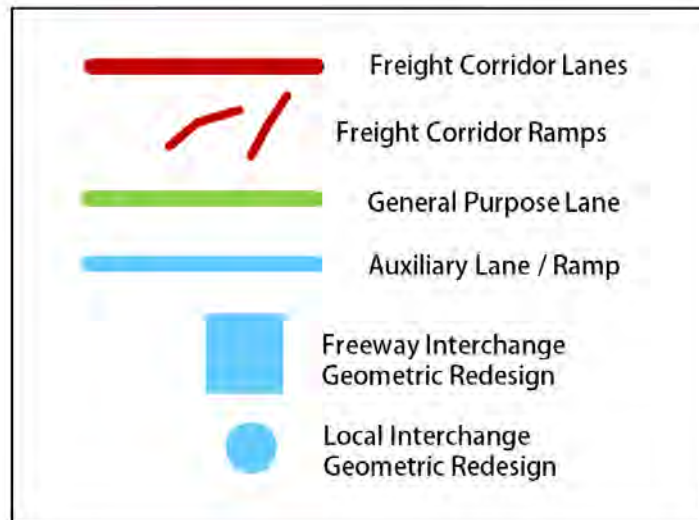 Freight Corridor Lanes
Freight Corridor Ramps
General Purpose Lane
Auxiliary Lane / Ramp
Freeway Interchange
Geometric Redesign
Local Interchange
Geometric Redesign